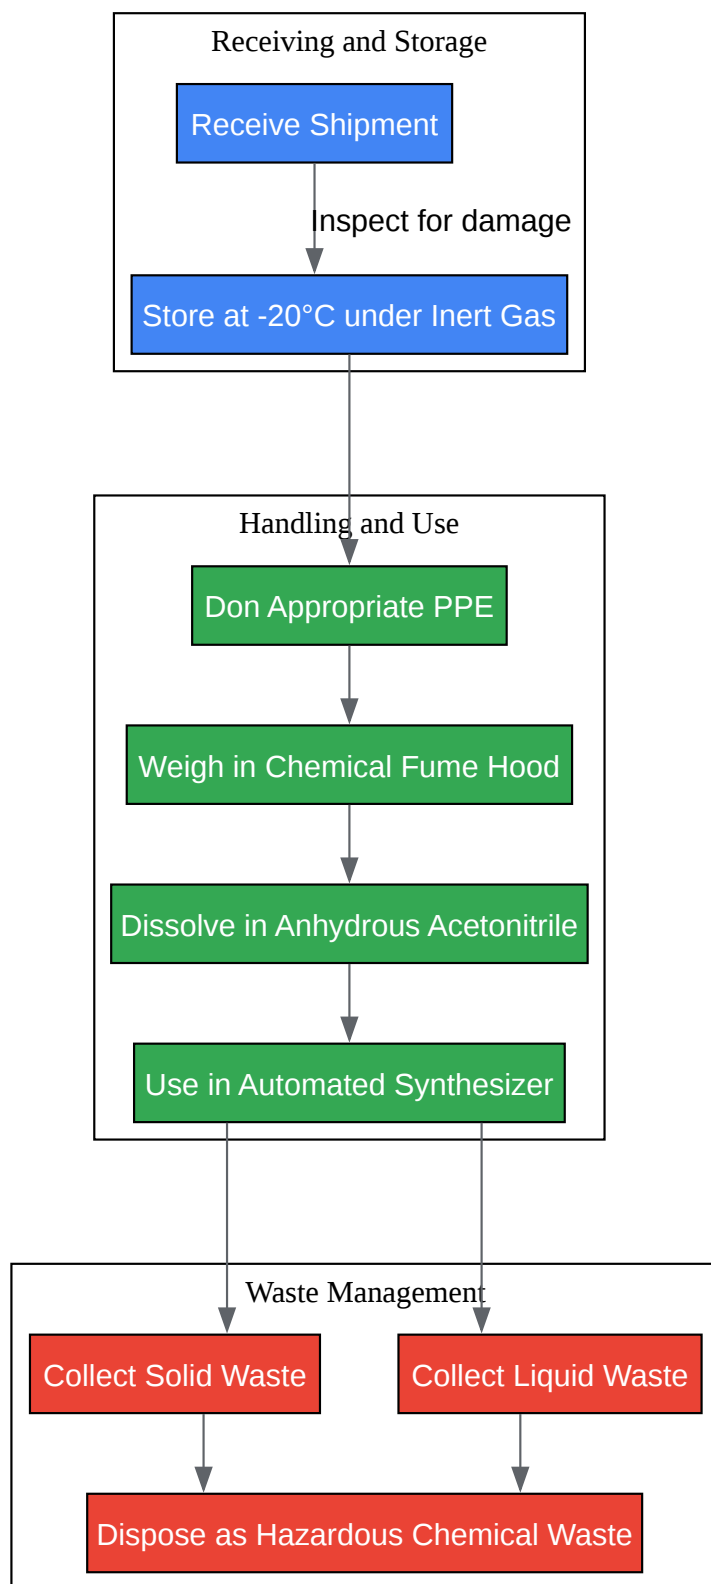 Receiving and Storage
Receive Shipment
Inspect for damage
Store at -20°C under Inert Gas
Handling and Use
Don Appropriate PPE
Weigh in Chemical Fume Hood
Dissolve in Anhydrous Acetonitrile
Use in Automated Synthesizer
Waste Management
Collect Solid Waste
Collect Liquid Waste
Dispose as Hazardous Chemical Waste